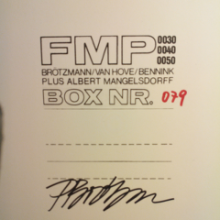 FMP 0030
0040
0050
BRÖTZMANN/VAN HOVE/BENNINK
PLUS ALBERT MANGELSDORFF
BOX NR. 079